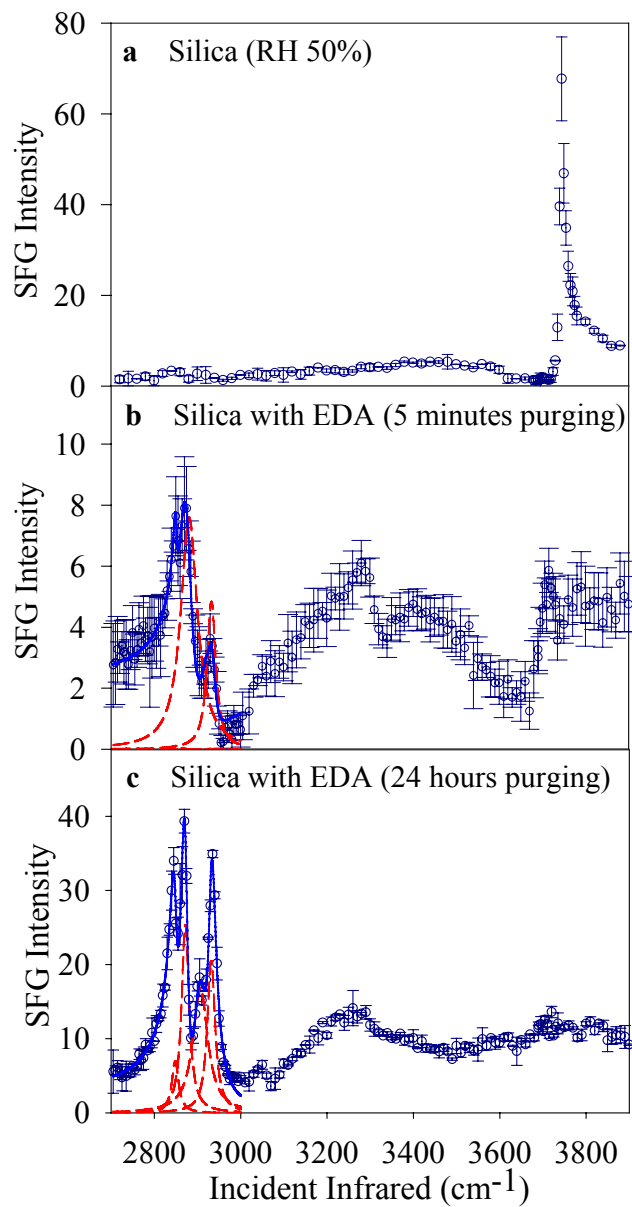 80
a Silica (RH 50%)
60
40
20
0
SFG Intensity
b Silica with EDA (5 minutes purging)
10
8
6
4
2
0
SFG Intensity
c Silica with EDA (24 hours purging)
40
30
20
10
0
SFG Intensity
2800 3000 3200 3400 3600 3800
Incident Infrared (cm-1)